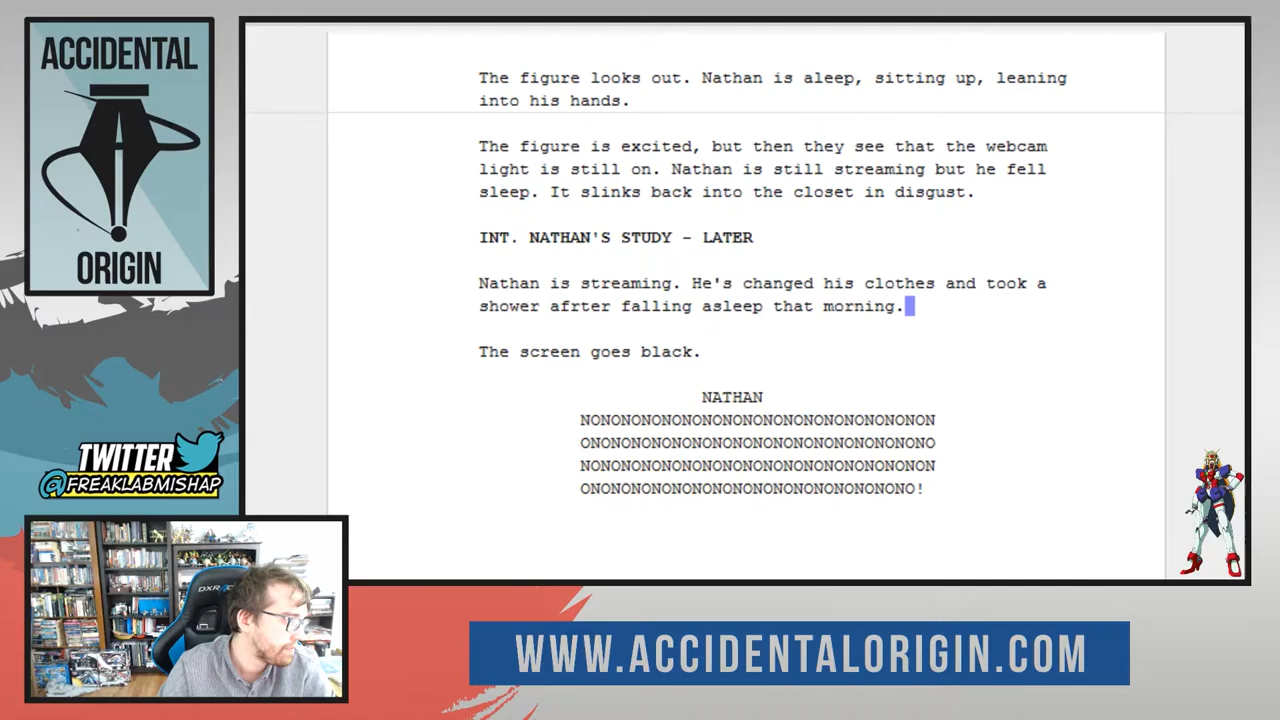 ACCIDENTAL
ORIGIN
The figure looks out. Nathan is aleep, sitting up, leaning
into his hands.
The figure is excited, but then they see that the webcam
light is still on. Nathan is still streaming but he fell
sleep. It slinks back into the closet in disgust.
INT. NATHAN'S STUDY - LATER
Nathan is streaming. He's changed his clothes and took a
shower afrter falling asleep that morning.
The screen goes black.
NATHAN
NONONONONONONONONONONONONONONONONON
ONONONONONONONONONONONONONONONONONO
NONONONONONONONONONONONONONONONONON
ONONONONONONONONONONONONONONONONO!
TWITTER
@FREAKLABMISHAP
DXR
WWW.ACCIDENTALORIGIN.COM